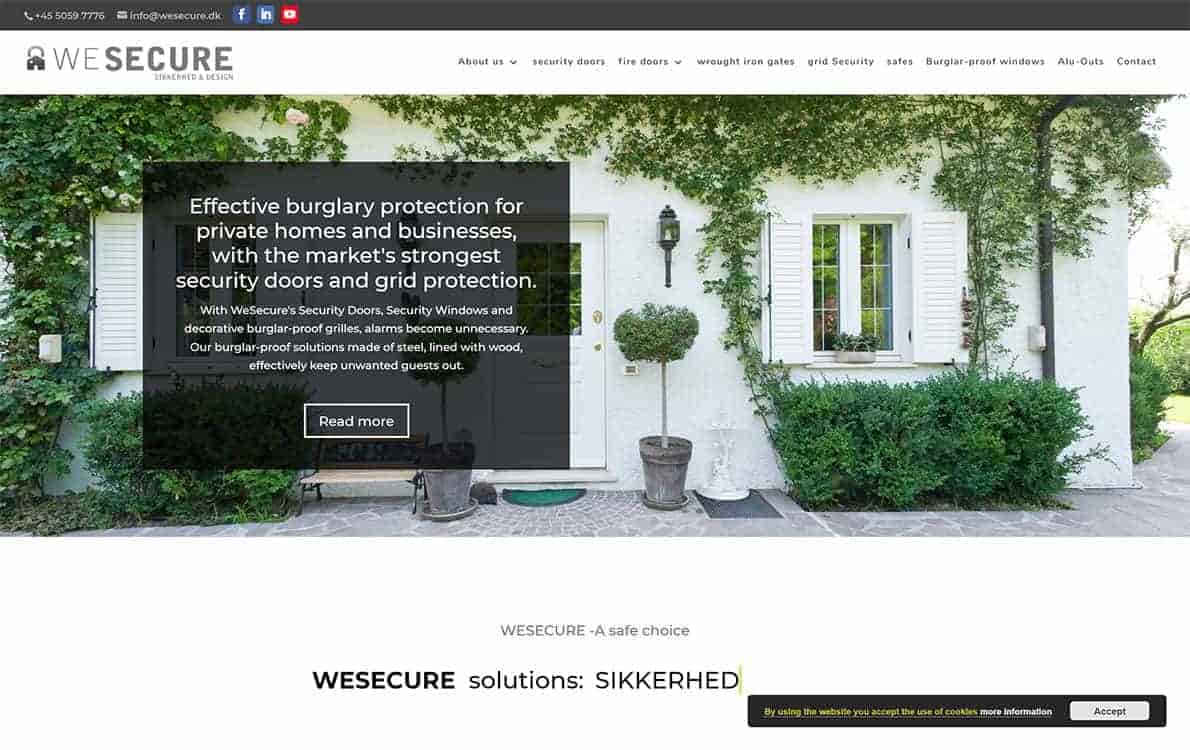 +45 5059 7776 info@wesecure.dk
WESECURE
SIKKERHED & DESIGN
About us security doors fire doors wrought iron gates grid Security safes Burglar-proof windows Alu-Outs Contact
Effective burglary protection for
private homes and businesses,
with the market's strongest
security doors and grid protection.
With WeSecure's Security Doors, Security Windows and
decorative burglar-proof grilles, alarms become unnecessary.
Our burglar-proof solutions made of steel, lined with wood,
effectively keep unwanted guests out.
Read more
WESECURE -A safe choice
WESECURE solutions: SIKKERHED
By using the website you accept the use of cookies more information Accept